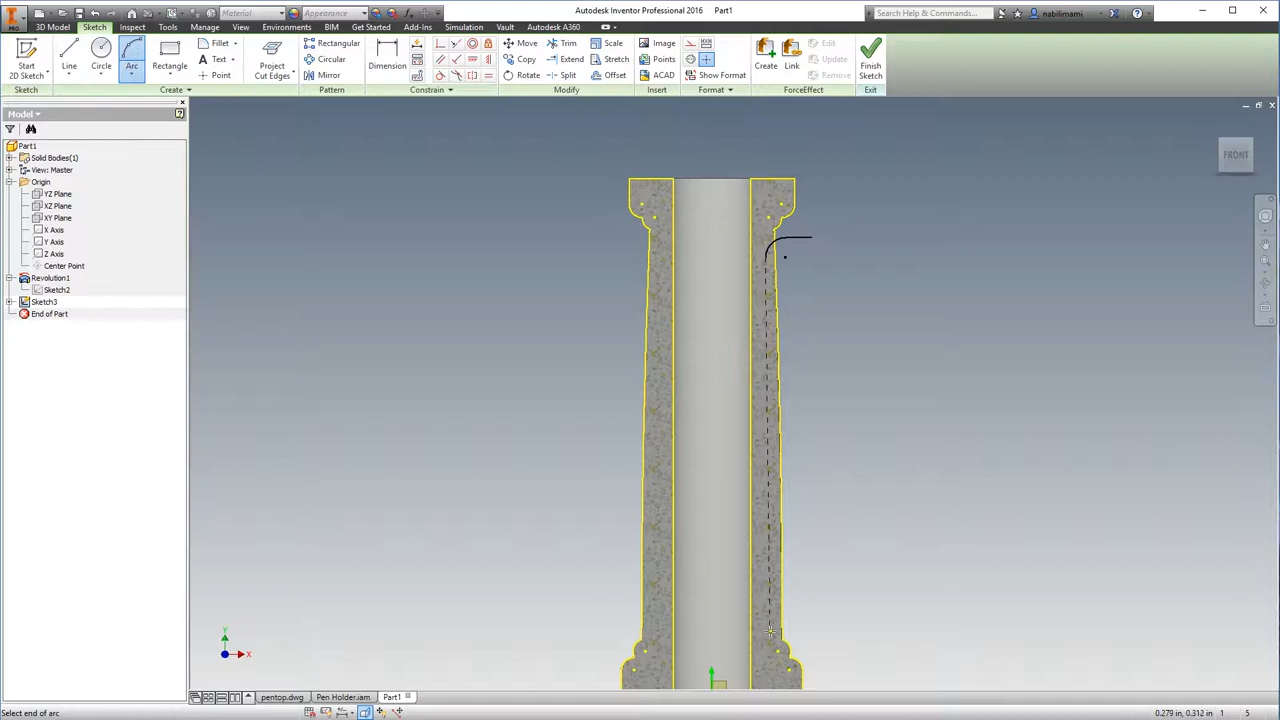 Material
Appearance
Autodesk Inventor Professional 2016 Part1
Search Help & Commands...
nabilimami
PRO
3D Model Sketch Inspect Tools Manage View Environments BIM Get Started Simulation Vault Add-Ins Autodesk A360
Start
2D Sketch
Line
Circle
Arc
Rectangle
Fillet
Text
Point
Project
Cut Edges
Rectangular
Circular
Mirror
Dimension
Move
Copy
Rotate
Trim
Extend
Split
Scale
Stretch
Offset
Image
Points
ACAD
Show Format
Create
Link
Edit
Update
Remove
Finish
Sketch
Sketch Create Pattern Constrain Modify Insert Format ForceEffect Exit
Model
Part1
Solid Bodies(1)
View: Master
Origin
YZ Plane
XZ Plane
XY Plane
X Axis
Y Axis
Z Axis
Center Point
Revolution1
Sketch2
Sketch3
End of Part
FRONT
Y
X
pentop.dwg Pen Holder.iam Part1
Select end of arc
0.279 in, 0.312 in 1 5